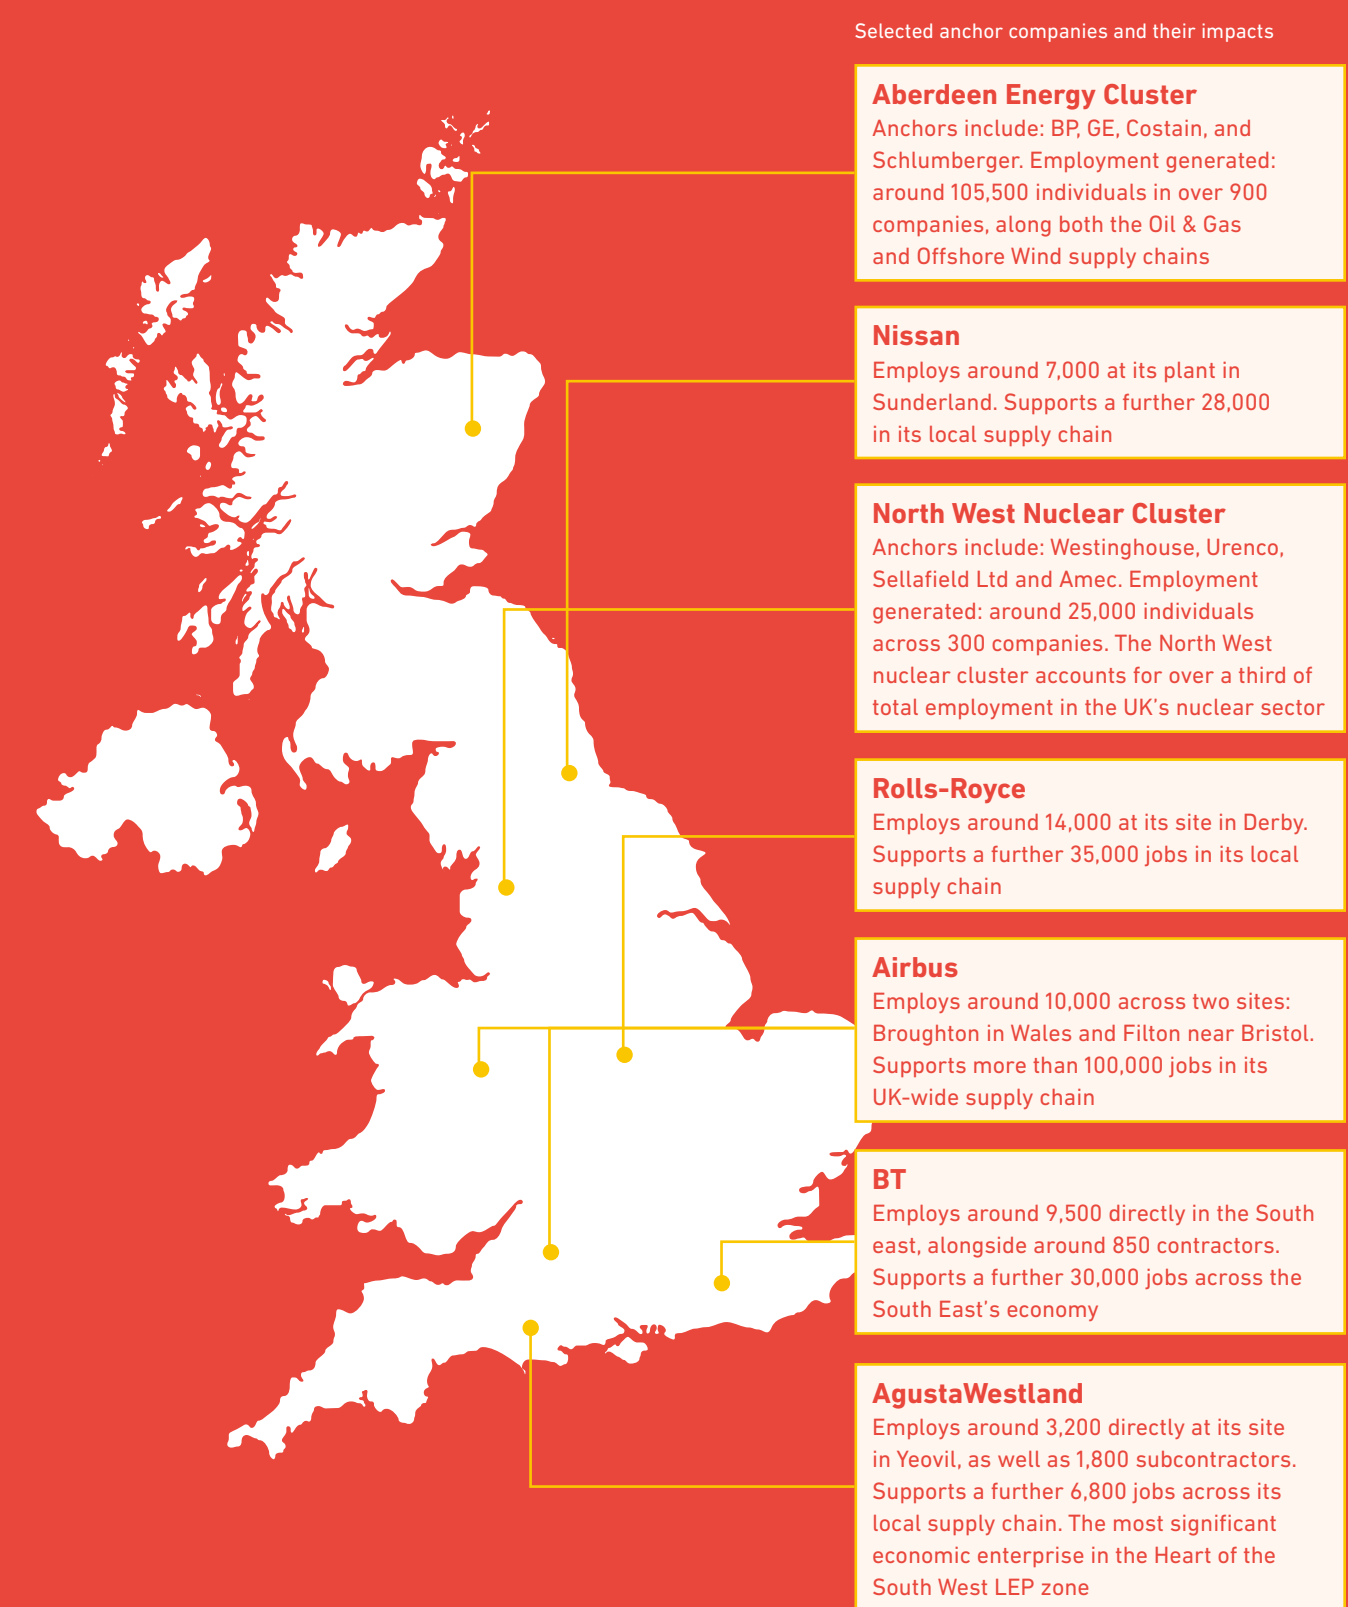 Selected anchor companies and their impacts
Aberdeen Energy Cluster
Anchors include: BP, GE, Costain, and
Schlumberger. Employment generated:
around 105,500 individuals in over 900
companies, along both the Oil & Gas
and Offshore Wind supply chains
Nissan
Employs around 7,000 at its plant in
Sunderland. Supports a further 28,000
in its local supply chain
North West Nuclear Cluster
Anchors include: Westinghouse, Urenco,
Sellafield Ltd and Amec. Employment
generated: around 25,000 individuals
across 300 companies. The North West
nuclear cluster accounts for over a third of
total employment in the UK's nuclear sector
Rolls-Royce
Employs around 14,000 at its site in Derby.
Supports a further 35,000 jobs in its local
supply chain
Airbus
Employs around 10,000 across two sites:
Broughton in Wales and Filton near Bristol.
Supports more than 100,000 jobs in its
UK-wide supply chain
BT
Employs around 9,500 directly in the South
east, alongside around 850 contractors.
Supports a further 30,000 jobs across the
South East's economy
AgustaWestland
Employs around 3,200 directly at its site
in Yeovil, as well as 1,800 subcontractors.
Supports a further 6,800 jobs across its
local supply chain. The most significant
economic enterprise in the Heart of the
South West LEP zone